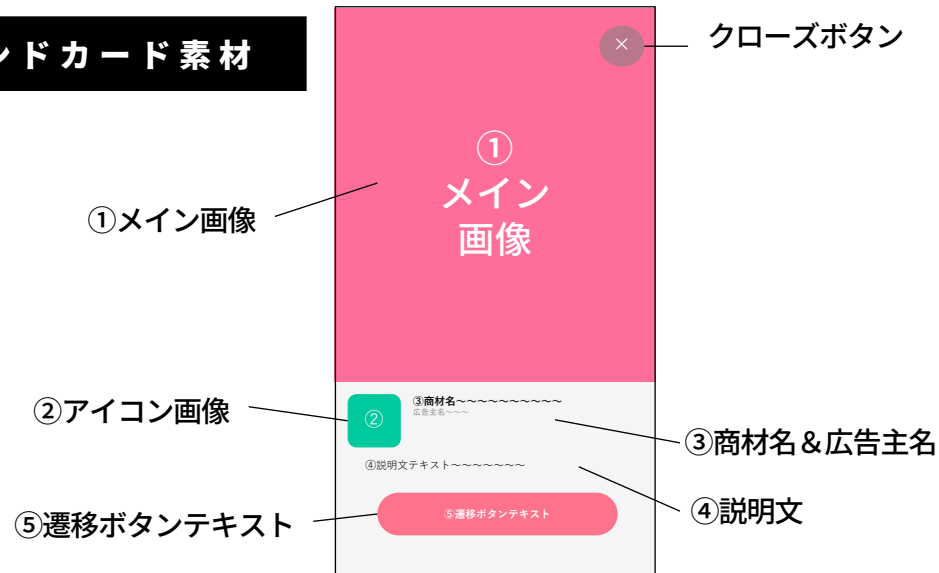 ンドカード素材
×
クローズボタン
①
メイン
画像
①メイン画像
②アイコン画像
②
③商材名〜〜〜〜〜〜〜〜〜〜
広告主名〜〜〜
③商材名&広告主名
④説明文テキスト〜〜〜〜〜〜〜
④説明文
⑤遷移ボタンテキスト
⑤遷移ボタンテキスト